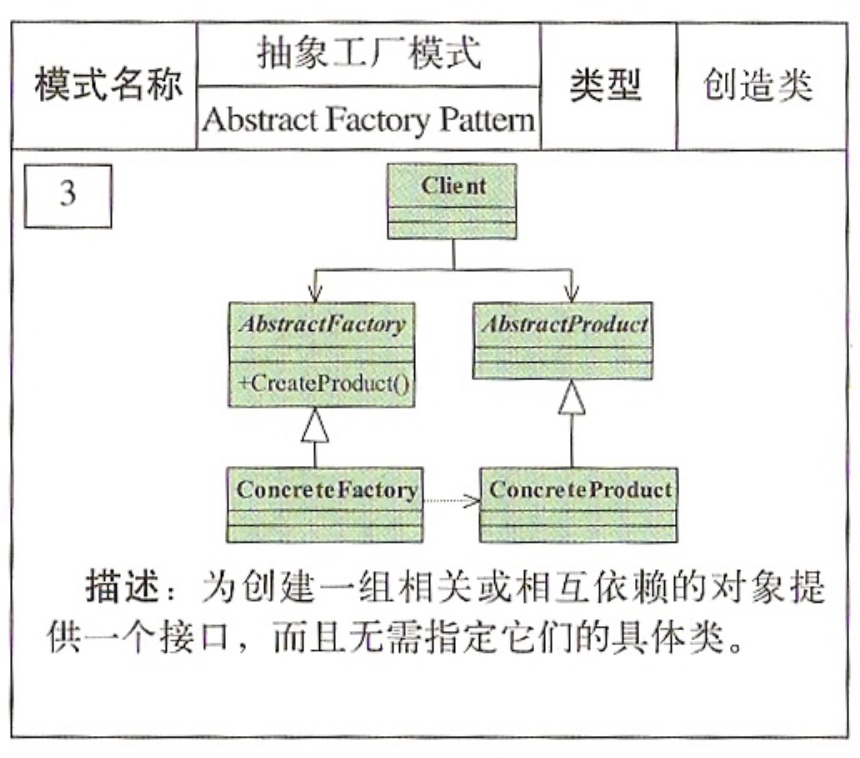 模式名称
抽象工厂模式
Abstract Factory Pattern
类型
创造类
3
Client
AbstractFactory
+CreateProduct()
AbstractProduct
ConcreteFactory
ConcreteProduct
描述：为创建一组相关或相互依赖的对象提
供一个接口，而且无需指定它们的具体类。